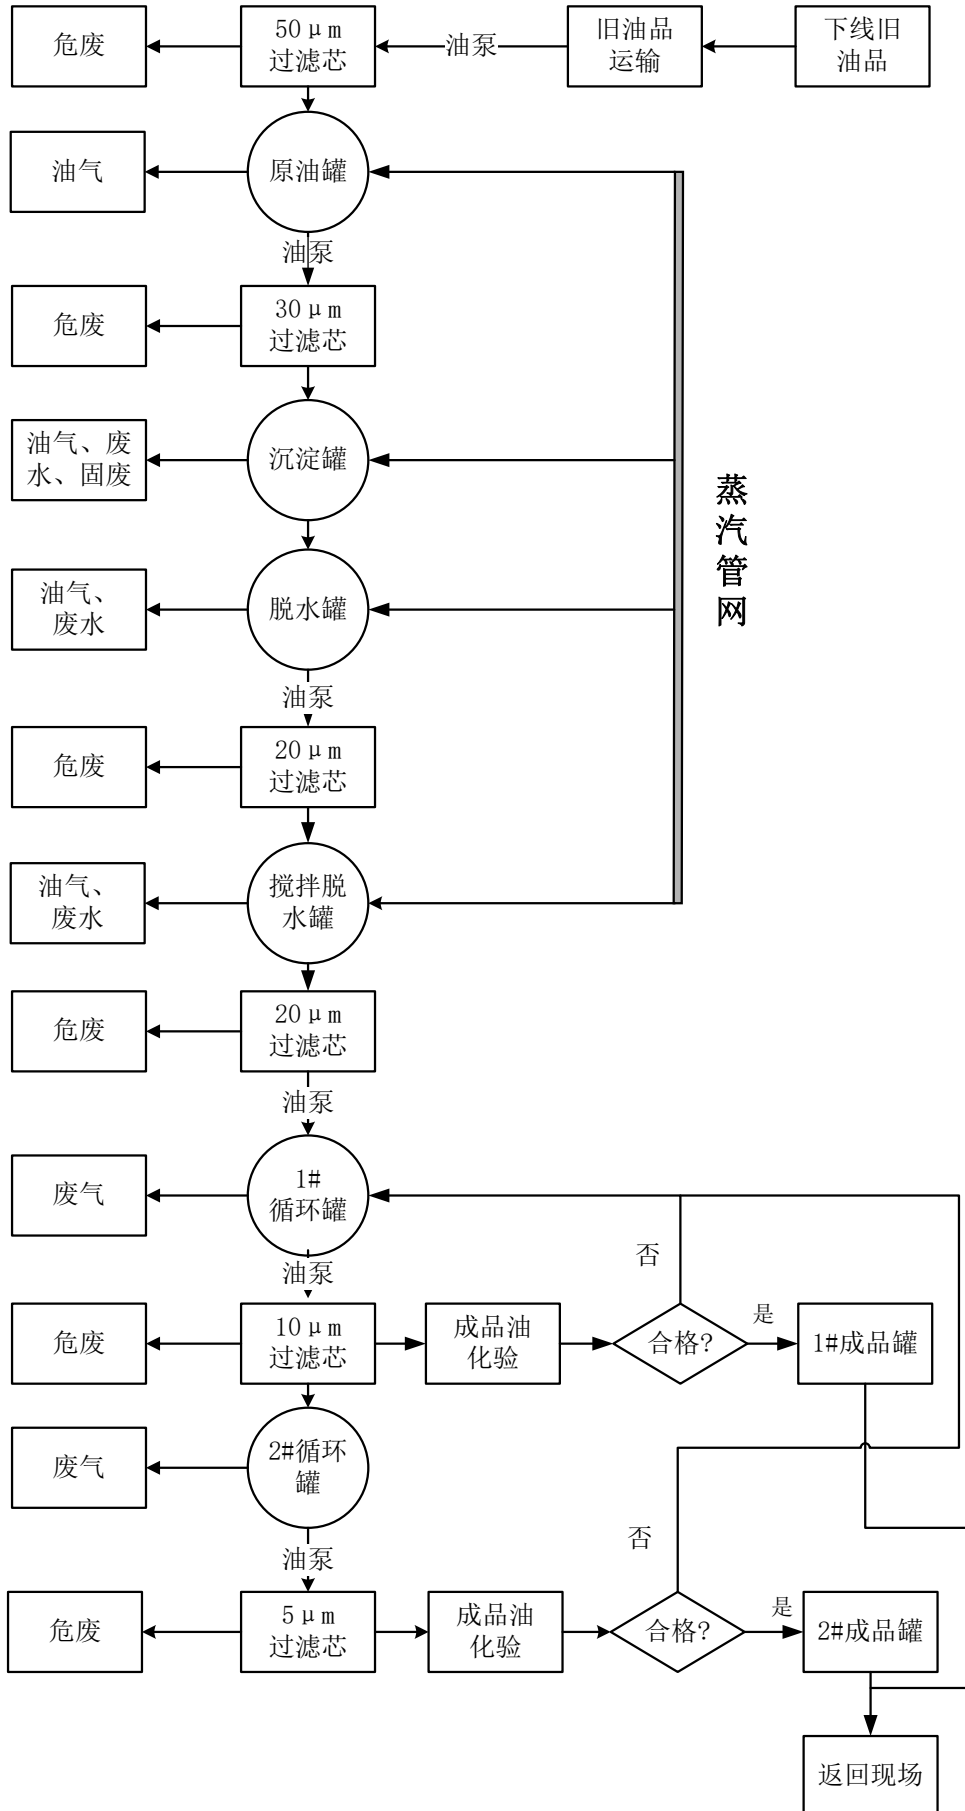 危废
50μm
过滤芯
油泵
旧油品
运输
下线旧
油品
油气
原油罐
油泵
危废
30μm
过滤芯
油气、废
水、固废
沉淀罐
蒸
汽
管
网
油气、
废水
脱水罐
油泵
危废
20μm
过滤芯
油气、
废水
搅拌脱
水罐
危废
20μm
过滤芯
油泵
废气
1#
循环罐
油泵
否
危废
10μm
过滤芯
成品油
化验
合格?
是
1#成品罐
废气
2#循环
罐
油泵
否
危废
5μm
过滤芯
成品油
化验
合格?
是
2#成品罐
返回现场